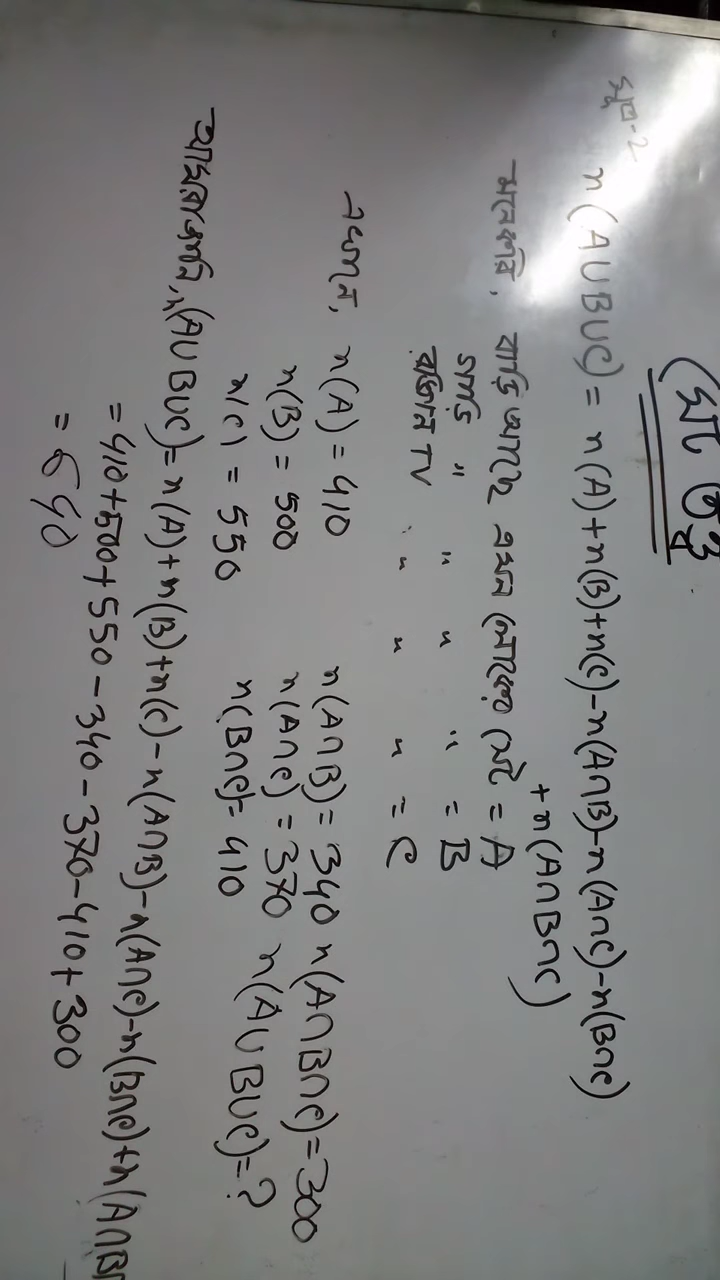 সূত্র-2
n(AUBUC) = n(A)+n(B)+n(C)-n(A∩B)-n(A∩C)-n(B∩C)
+n(A∩B∩C)
মনেকরি, বাড়ি আছে এমন লোকের সেট = A
গাড়ি " " " " = B
রঙিন TV " " " = C
এখানে, n(A) = 410 n(A∩B) = 340 n(A∩B∩C) = 300
n(B) = 500 n(A∩C) = 370 n(AUBUC)=?
n(C) = 550 n(B∩C)= 410
আমরা জানি, n(AUBUC)= n(A)+n(B)+n(C)-n(A∩B)-n(A∩C)-n(B∩C)+n(A∩B
= 410+500+550-340-370-410+300
= 640